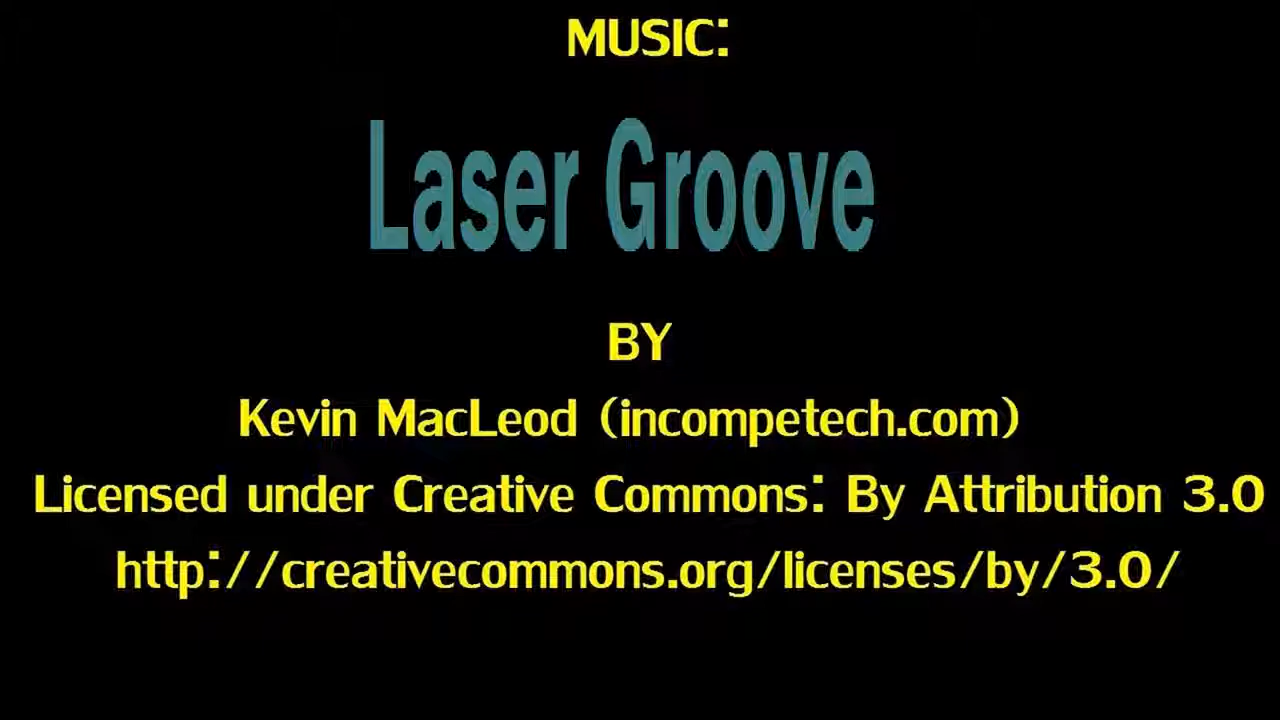 MUSIC:
Laser Groove
BY
Kevin MacLeod (incompetech.com)
Licensed under Creative Commons: By Attribution 3.0
http://creativecommons.org/licenses/by/3.0/